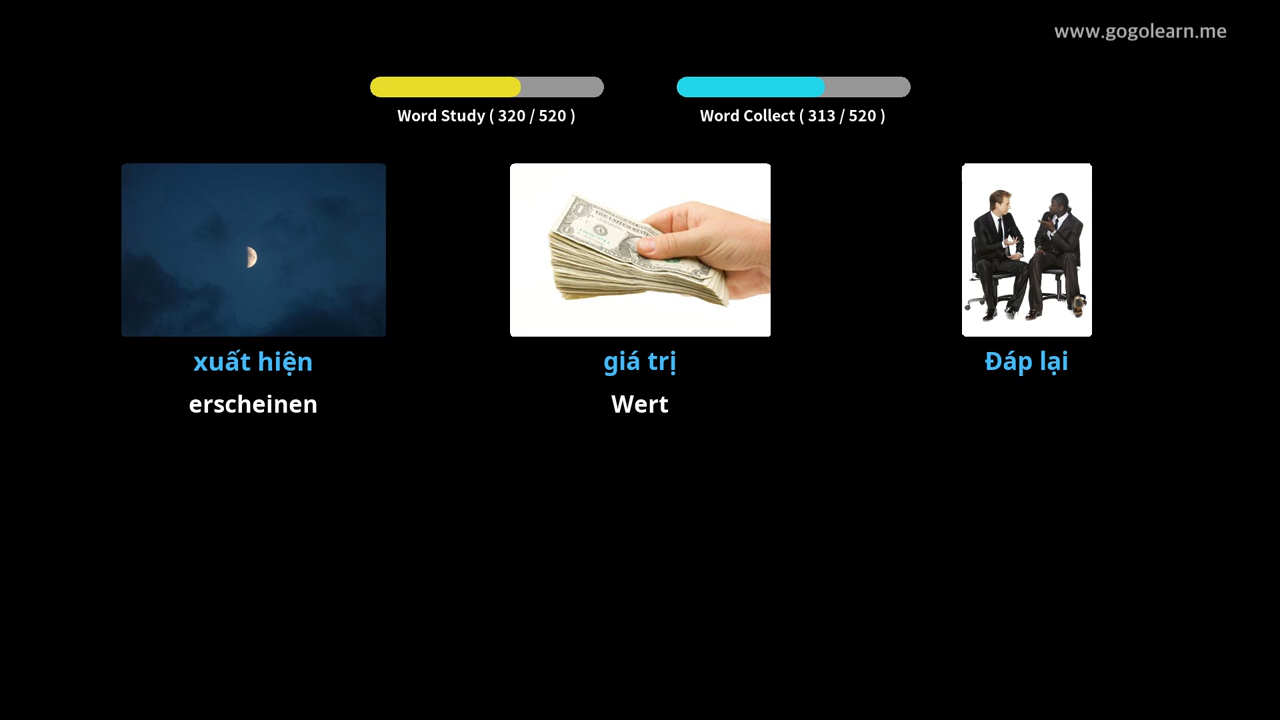 www.gogolearn.me
Word Study ( 320 / 520 )
Word Collect ( 313 / 520 )
xuất hiện
giá trị
Đáp lại
erscheinen
Wert